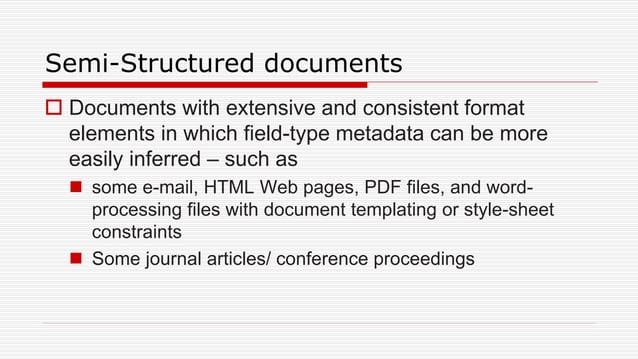 Semi-Structured documents
Documents with extensive and consistent format
elements in which field-type metadata can be more
easily inferred – such as
some e-mail, HTML Web pages, PDF files, and word-
processing files with document templating or style-sheet
constraints
Some journal articles/ conference proceedings